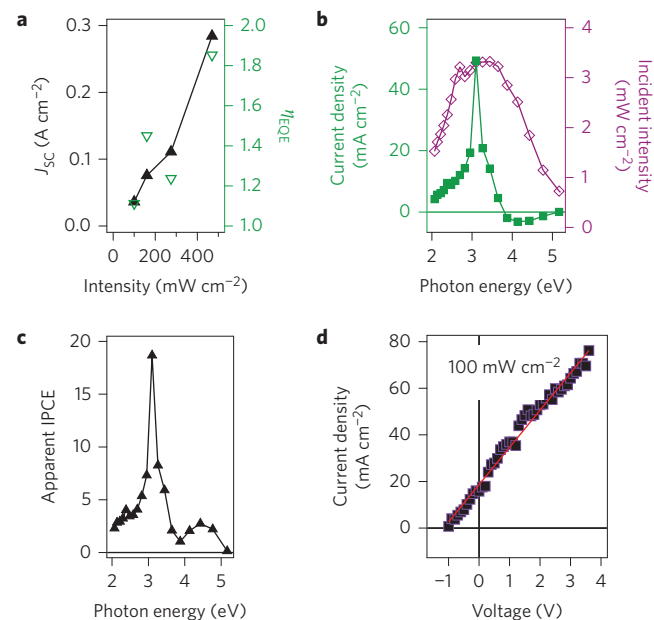 a
0.3
0.2
0.1
0.0
J_SC (A cm⁻²)
2.0
1.8
1.6
1.4
1.2
1.0
η_EQE
0 200 400
Intensity (mW cm⁻²)
b
60
40
20
0
Current density
(mA cm⁻²)
4
3
2
1
0
Incident intensity
(mW cm⁻²)
2 3 4 5
Photon energy (eV)
c
20
15
10
5
0
Apparent IPCE
2 3 4 5
Photon energy (eV)
d
100 mW cm⁻²
80
60
40
20
0
Current density
(mA cm⁻²)
−1 0 1 2 3 4
Voltage (V)